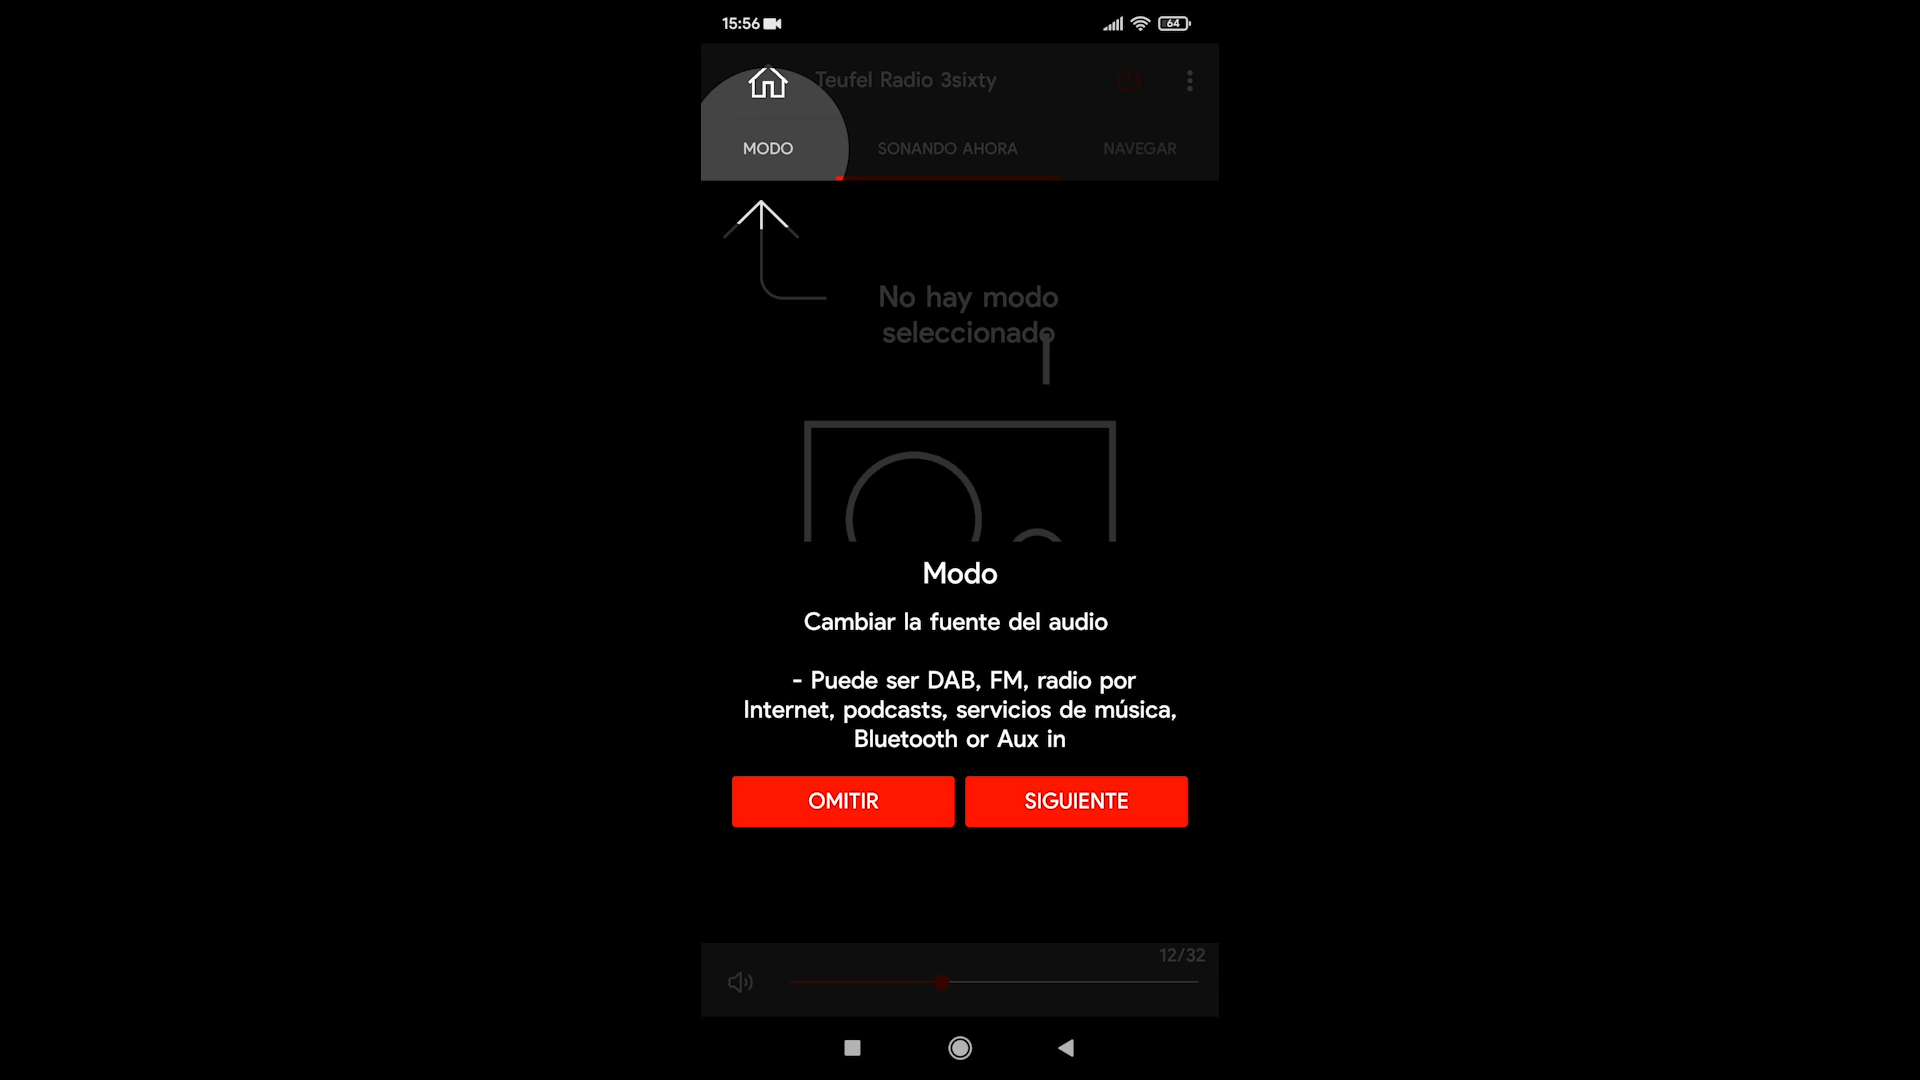 15:56
64
Teufel Radio 3sixty
MODO
SONANDO AHORA
NAVEGAR
No hay modo
seleccionado
Modo
Cambiar la fuente del audio
- Puede ser DAB, FM, radio por
Internet, podcasts, servicios de música,
Bluetooth or Aux in
OMITIR
SIGUIENTE
12/32